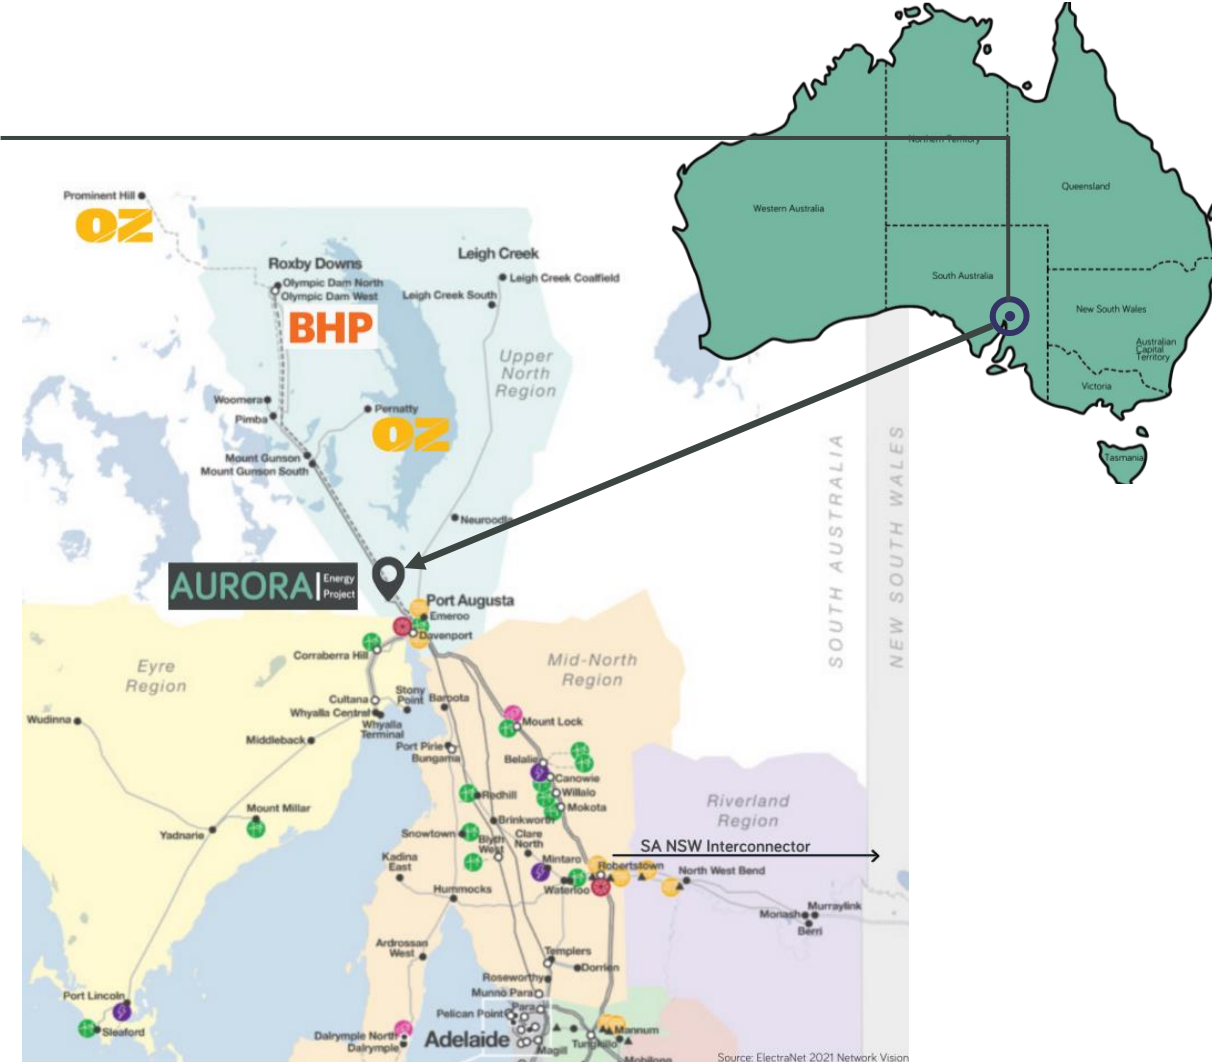 Northern Territory
Queensland
Western Australia
South Australia
New South Wales
Australian
Capital
Territory
Victoria
Tasmania
Prominent Hill
OZ
Roxby Downs
Olympic Dam North
Olympic Dam West
BHP
Leigh Creek
Leigh Creek Coalfield
Leigh Creek South
Upper
North
Region
Woomera
Pimba
Pernatty
OZ
Mount Gunson
Mount Gunson South
Neuroodla
SOUTH AUSTRALIA
NEW SOUTH WALES
AURORA
Energy
Project
Port Augusta
Emeroo
Davenport
Corraberra Hill
Eyre
Region
Mid-North
Region
Cultana
Stony
Point
Baroota
Whyalla Central
Whyalla
Terminal
Wudinna
Middleback
Mount Lock
Port Pirie
Bungama
Belalie
Canowie
Willalo
Mokota
Redhill
Mount Millar
Yadnarie
Brinkworth
Snowtown
Blyth
West
Clare
North
Riverland
Region
SA NSW Interconnector
Kadina
East
Mintaro
Waterloo
Robertstown
North West Bend
Hummocks
Monash
Murraylink
Berri
Ardrossan
West
Templers
Dorrien
Roseworthy
Munno Para
Port Lincoln
Sleaford
Pelican Point
Para
Dalrymple North
Dalrymple
Adelaide
Magill
Tungkillo
Mannum
Mobilong
Source: ElectraNet 2021 Network Vision